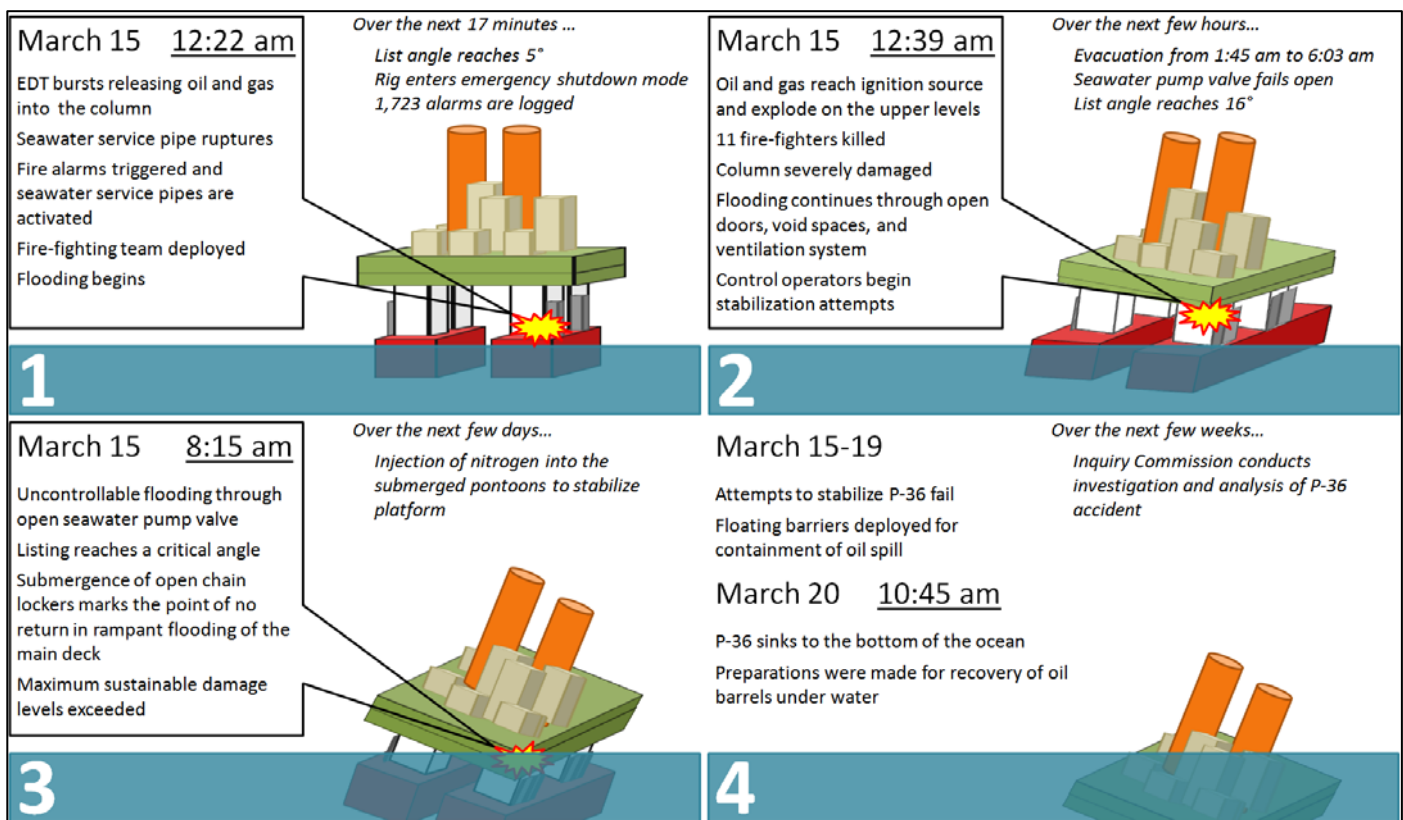 March 15 12:22 am
EDT bursts releasing oil and gas
into the column
Seawater service pipe ruptures
Fire alarms triggered and
seawater service pipes are
activated
Fire-fighting team deployed
Flooding begins
Over the next 17 minutes ...
List angle reaches 5°
Rig enters emergency shutdown mode
1,723 alarms are logged
1
March 15 12:39 am
Oil and gas reach ignition source
and explode on the upper levels
11 fire-fighters killed
Column severely damaged
Flooding continues through open
doors, void spaces, and
ventilation system
Control operators begin
stabilization attempts
Over the next few hours...
Evacuation from 1:45 am to 6:03 am
Seawater pump valve fails open
List angle reaches 16°
2
March 15 8:15 am
Uncontrollable flooding through
open seawater pump valve
Listing reaches a critical angle
Submergence of open chain
lockers marks the point of no
return in rampant flooding of the
main deck
Maximum sustainable damage
levels exceeded
Over the next few days...
Injection of nitrogen into the
submerged pontoons to stabilize
platform
3
March 15-19
Attempts to stabilize P-36 fail
Floating barriers deployed for
containment of oil spill
March 20 10:45 am
P-36 sinks to the bottom of the ocean
Preparations were made for recovery of oil
barrels under water
Over the next few weeks...
Inquiry Commission conducts
investigation and analysis of P-36
accident
4